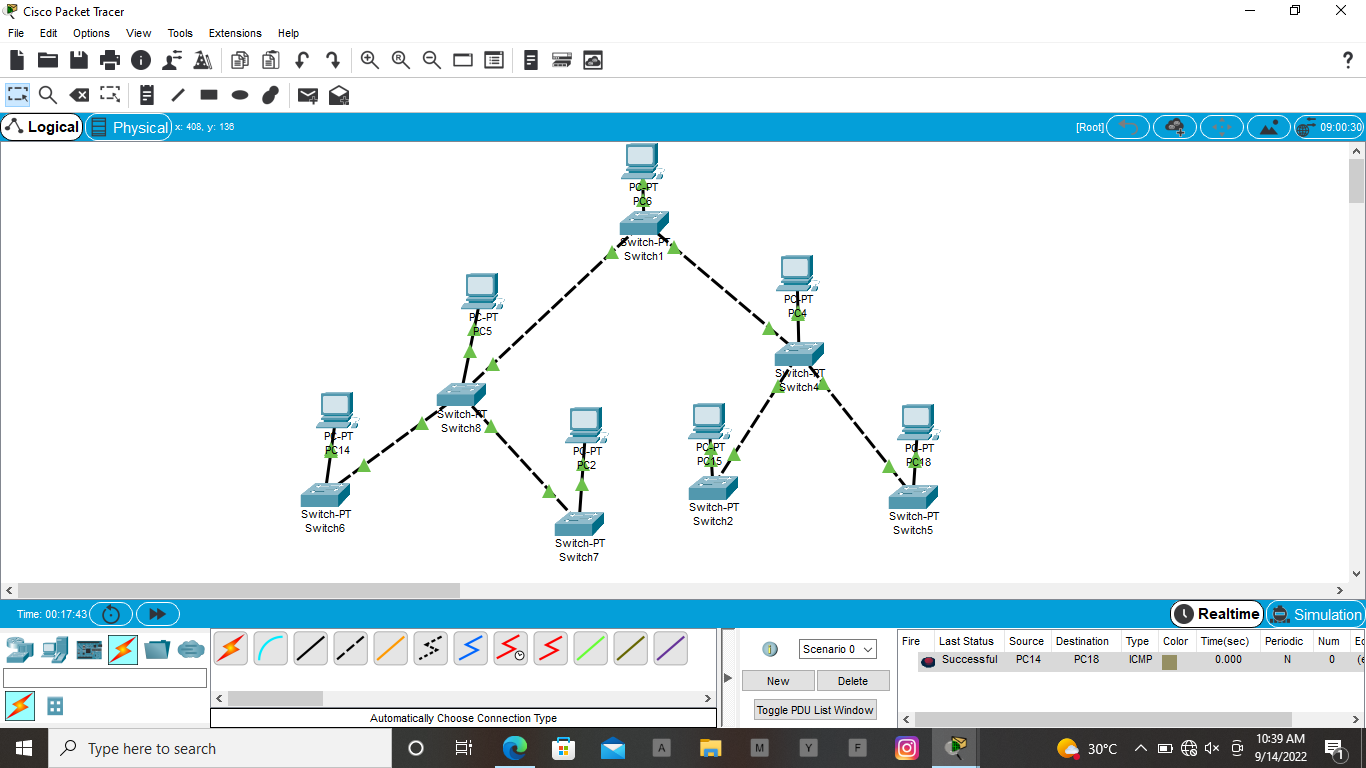 Cisco Packet Tracer
File Edit Options View Tools Extensions Help
?
Logical Physical x: 408, y: 136 [Root] 09:00:30
PC-PT
PC6
Switch-PT
Switch1
PC-PT
PC4
PC-PT
PC5
Switch-PT
Switch4
Switch-PT
Switch8
PC-PT
PC14
PC-PT
PC2
PC-PT
PC15
PC-PT
PC18
Switch-PT
Switch6
Switch-PT
Switch7
Switch-PT
Switch2
Switch-PT
Switch5
Time: 00:17:43 Realtime Simulation
Scenario 0
New Delete
Toggle PDU List Window
Fire Last Status Source Destination Type Color Time(sec) Periodic Num Ec
Successful PC14 PC18 ICMP 0.000 N 0 (e
Automatically Choose Connection Type
Type here to search A M Y F 30°C 10:39 AM
9/14/2022 1